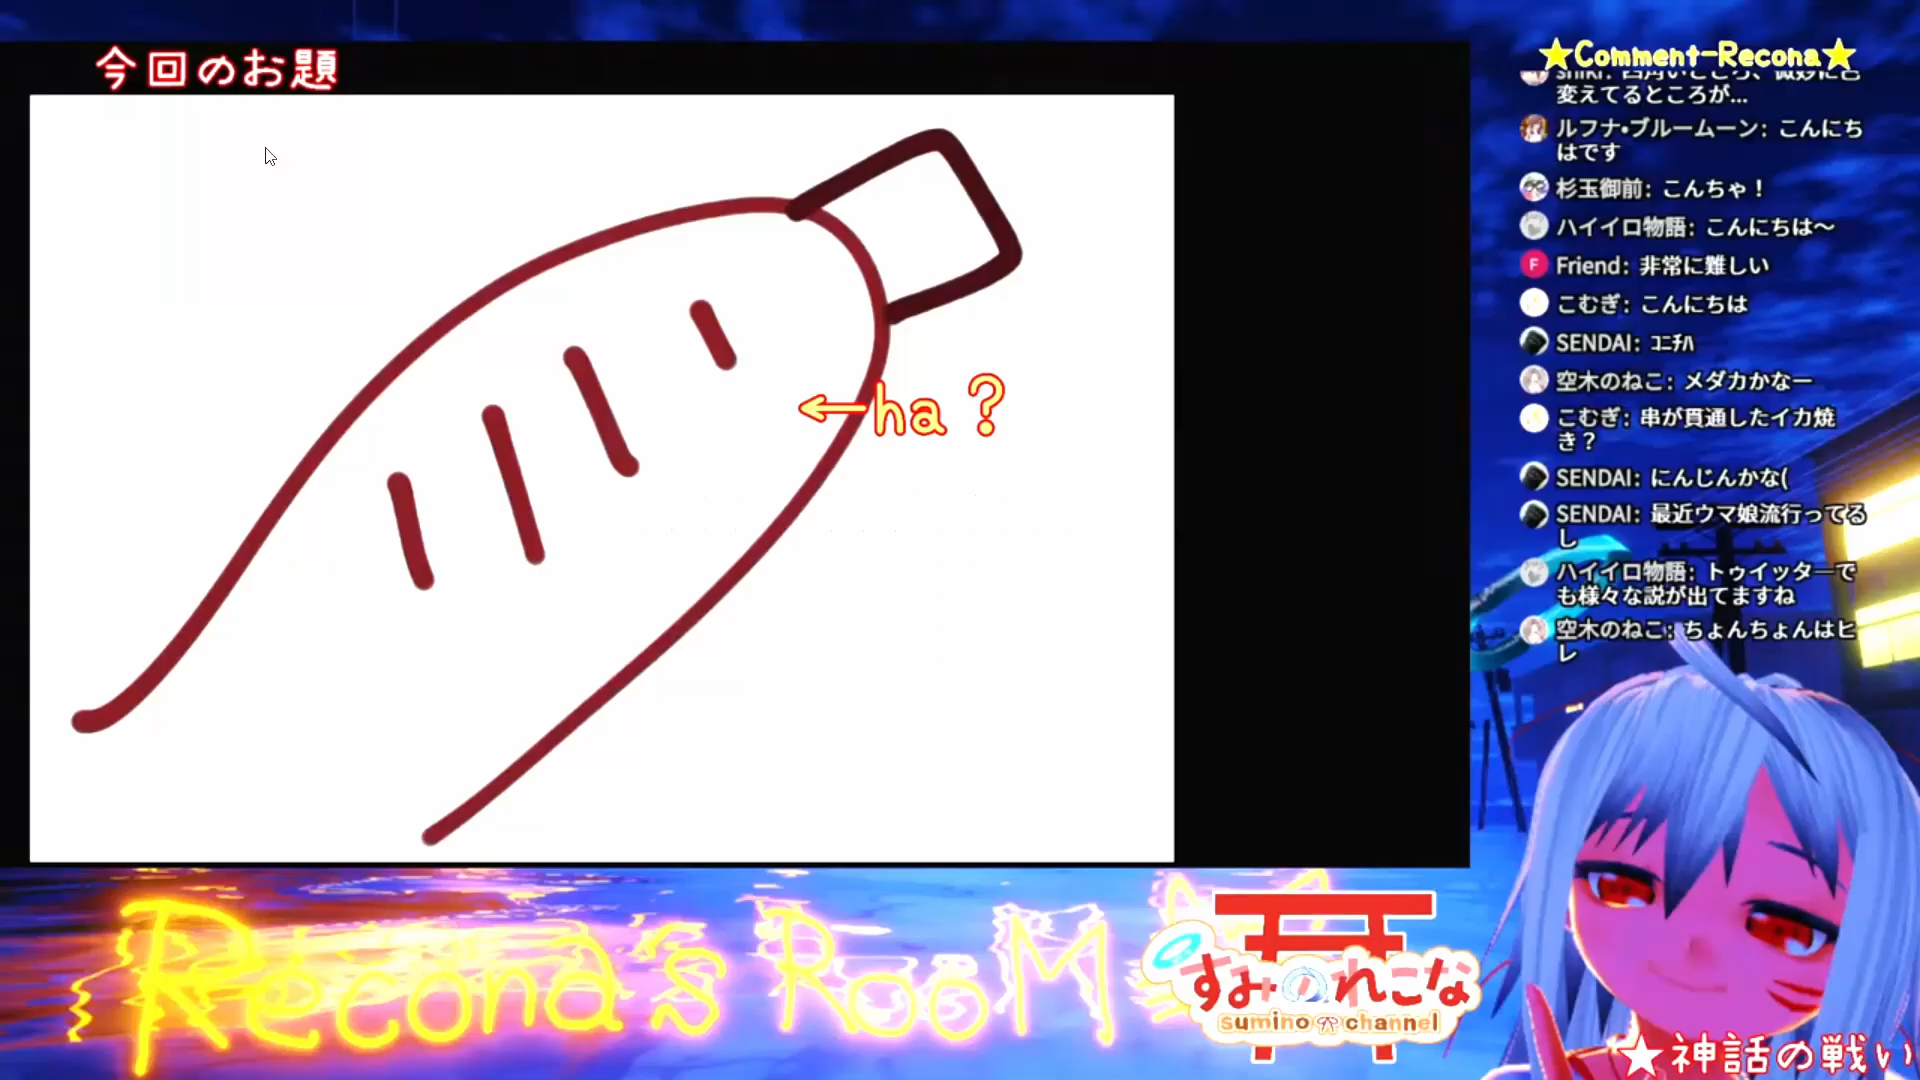 今回のお題
←ha？
★Comment-Recona★
変えてるところが...
ルフナ・ブルームーン: こんにち
はです
杉玉御前: こんちゃ！
ハイイロ物語: こんにちは～
F Friend: 非常に難しい
こむぎ: こんにちは
SENDAI: ｺﾆﾁﾊ
空木のねこ: メダカかなー
こむぎ: 串が貫通したイカ焼
き？
SENDAI: にんじんかな(
SENDAI: 最近ウマ娘流行ってる
し
ハイイロ物語: トゥイッターで
も様々な説が出てますね
空木のねこ: ちょんちょんはヒ
レ
Recona's RooM
すみのれこな
sumino channel
★神話の戦い